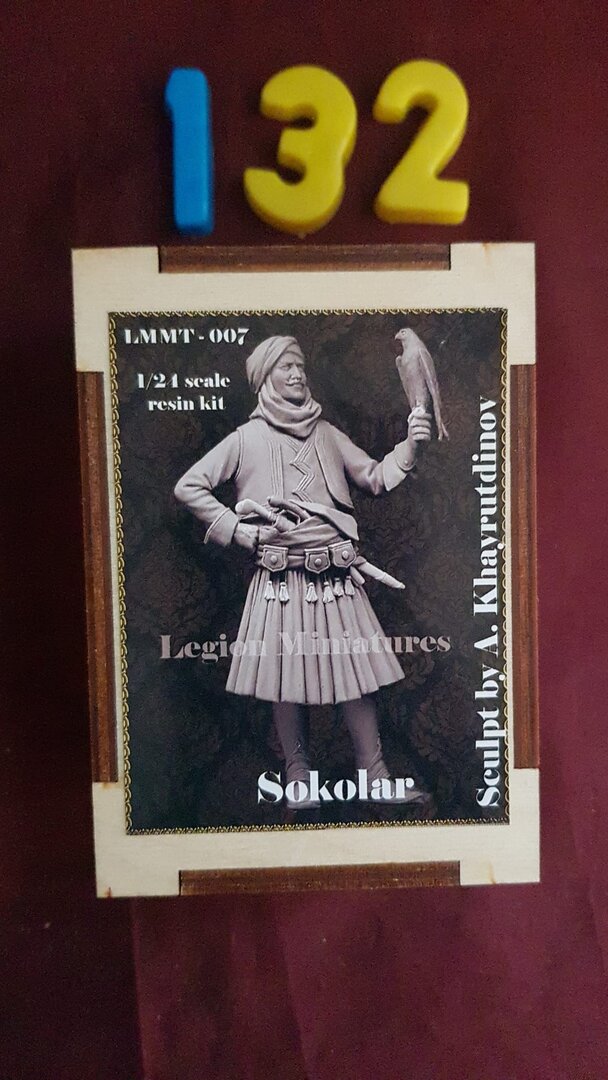 132
LMMT - 007
1/24 scale
resin kit
Sculpt by A. Khayrutdinov
Legion Miniatures
Sokolar